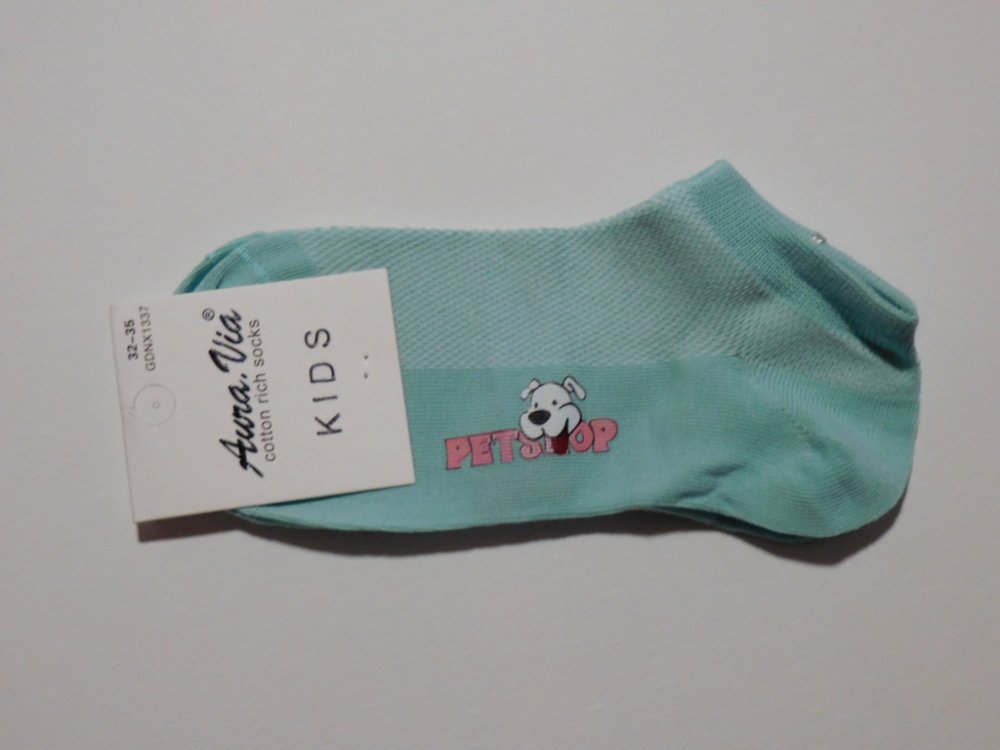 32-35
GDNX1337
Aura.Via®
cotton rich socks
KIDS
PETSHOP